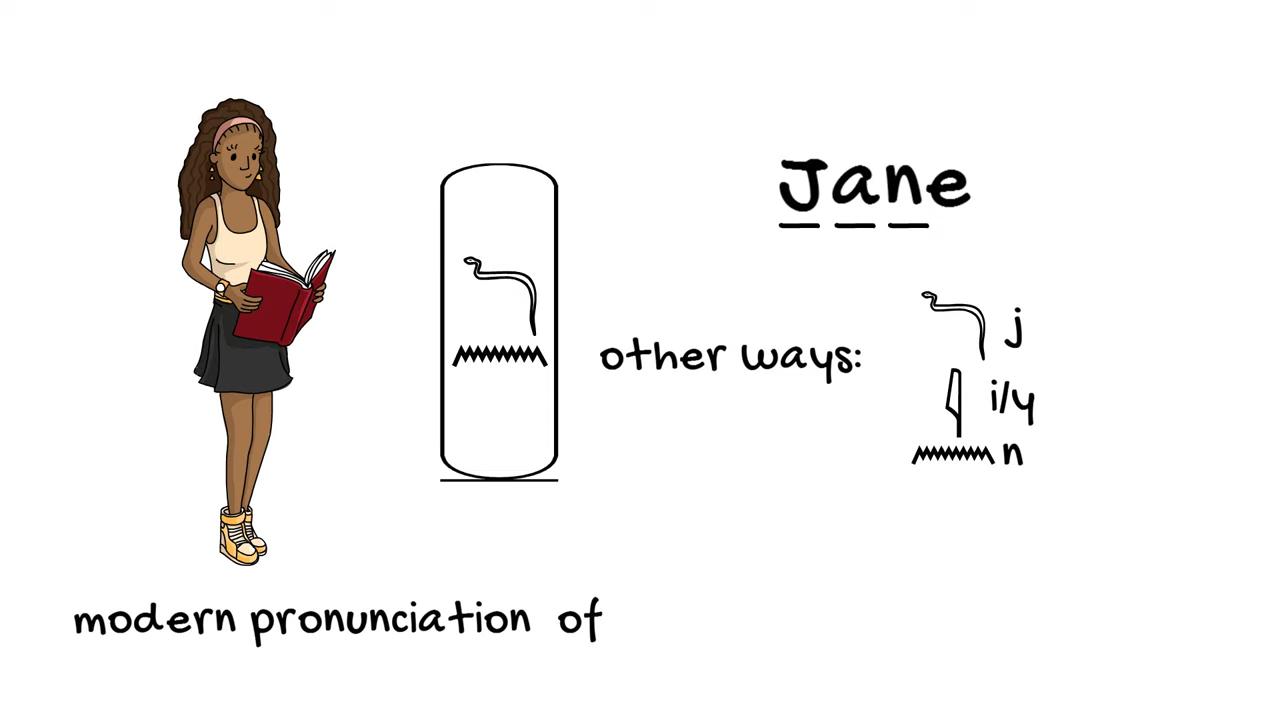 Jane
other ways:
j
i/y
n
modern pronunciation of